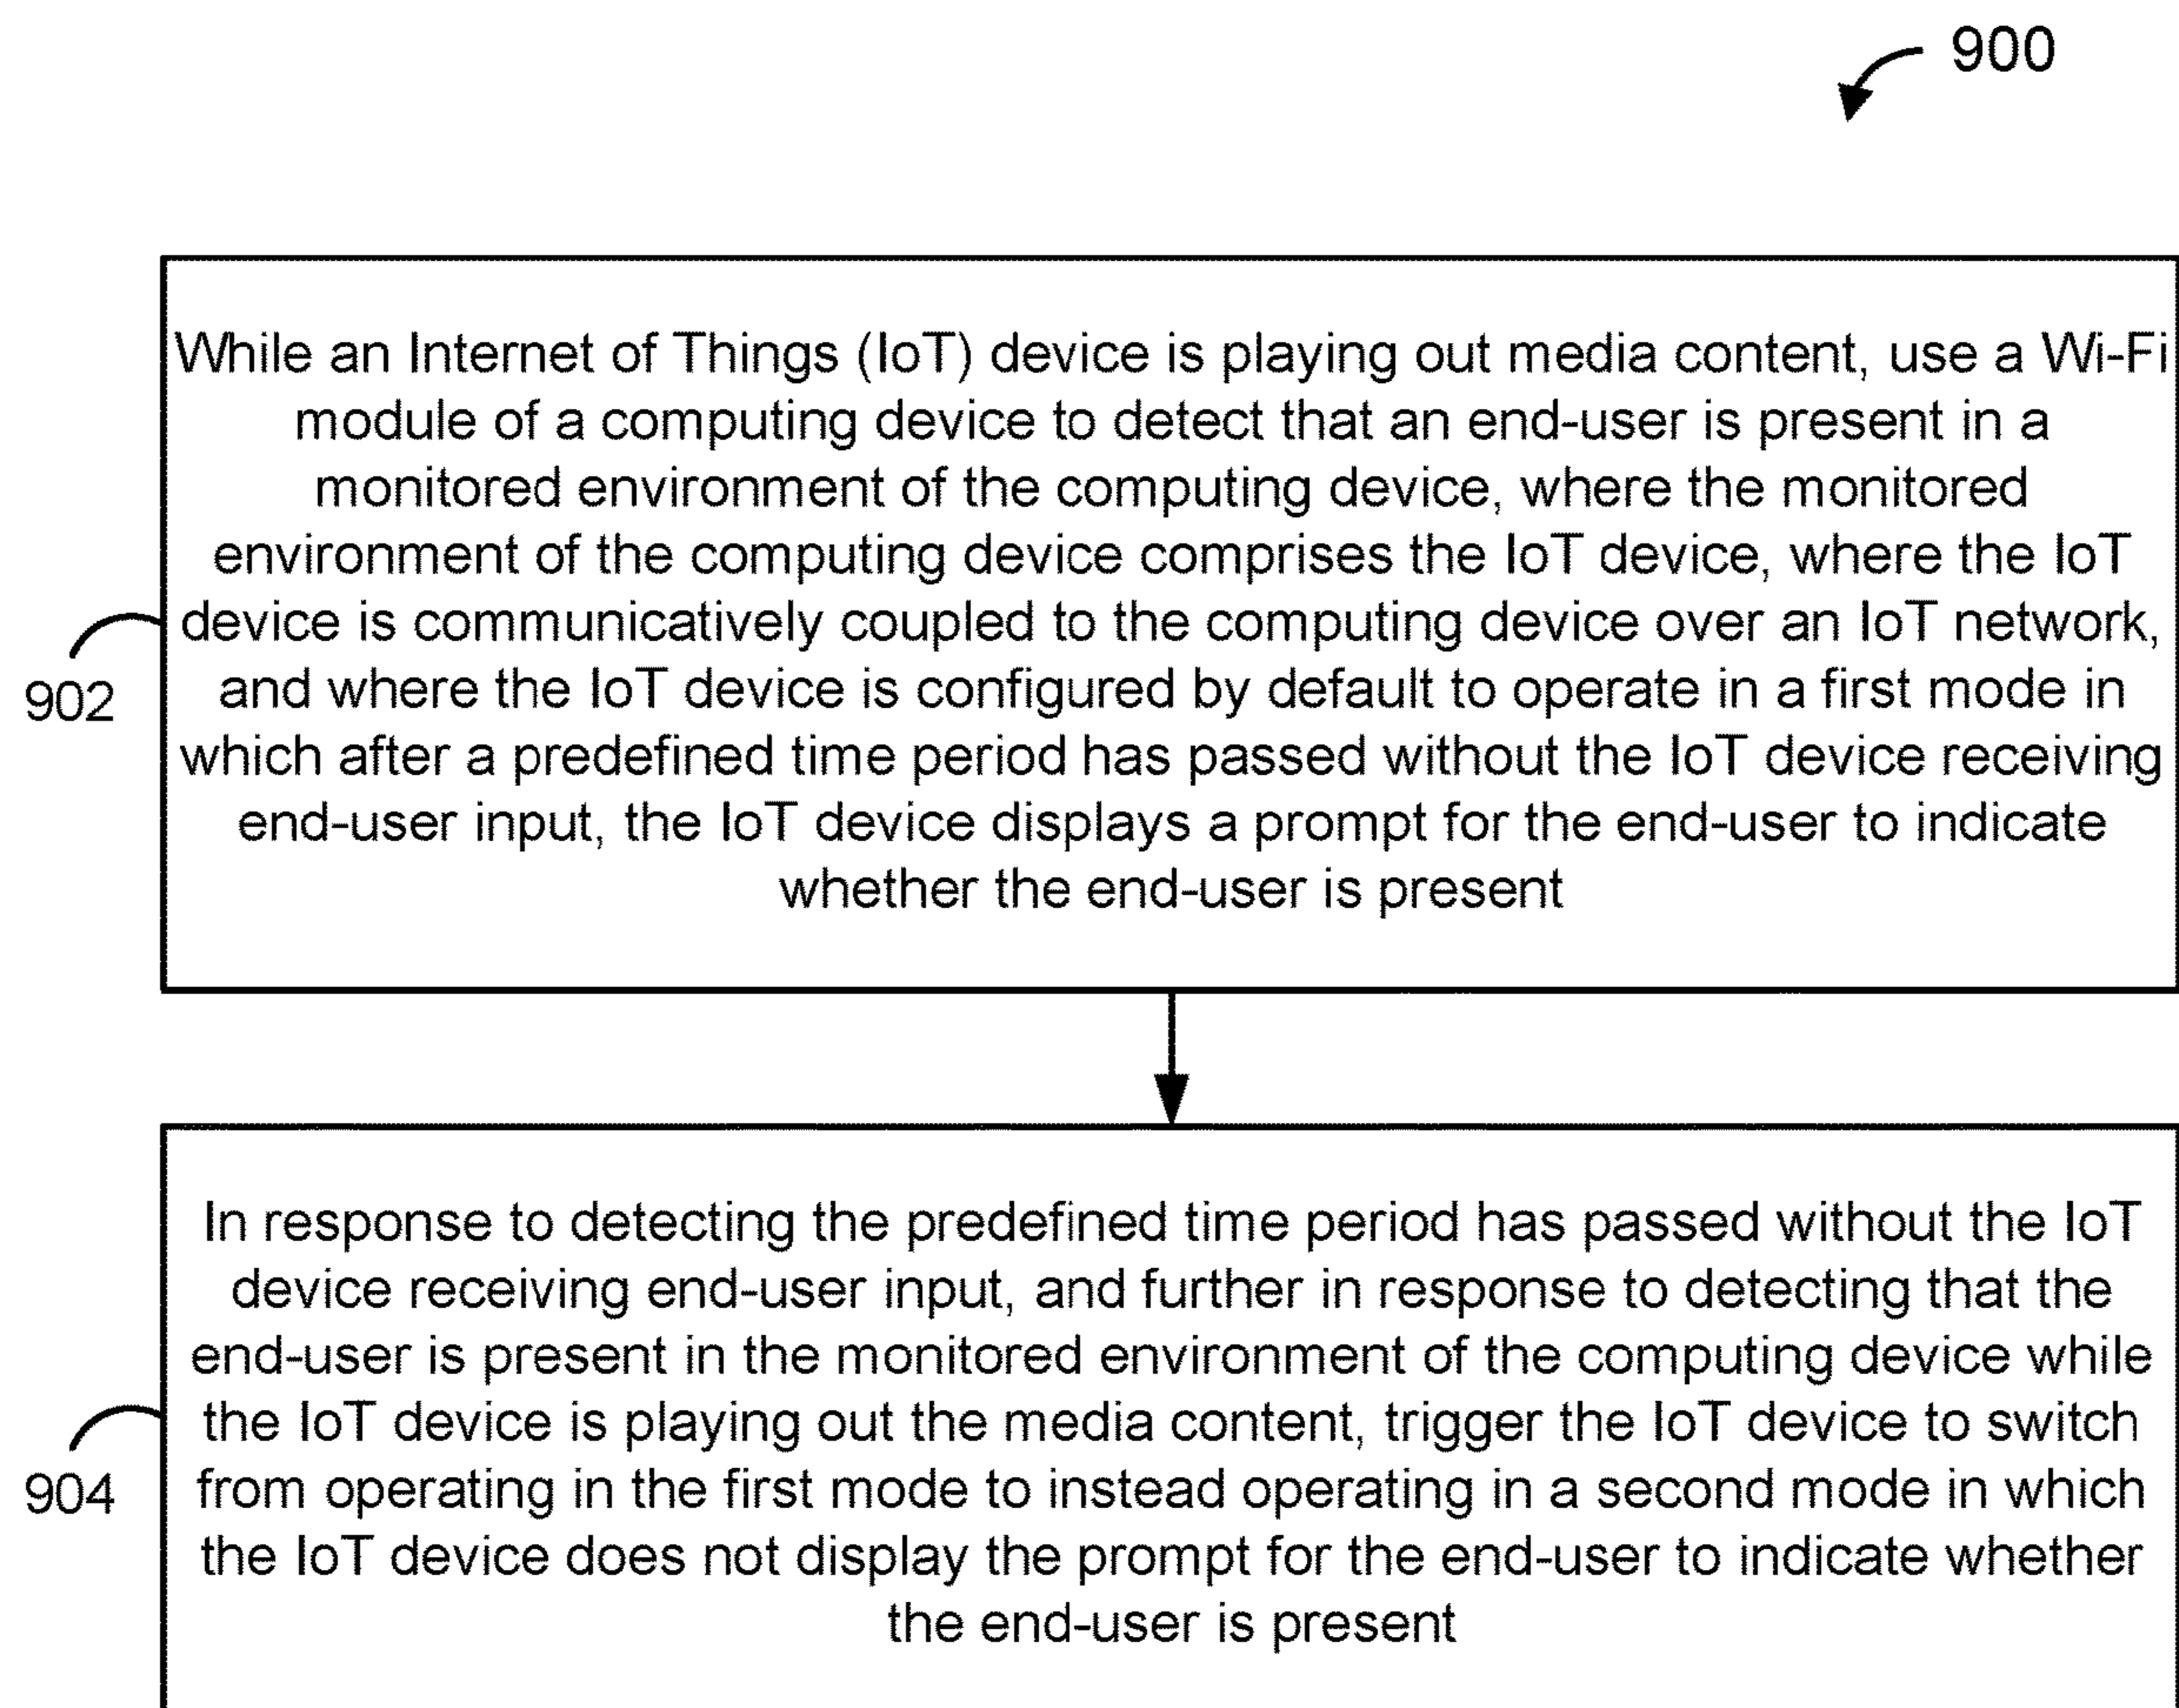 900
While an Internet of Things (IoT) device is playing out media content, use a Wi-Fi
module of a computing device to detect that an end-user is present in a
monitored environment of the computing device, where the monitored
environment of the computing device comprises the IoT device, where the IoT
device is communicatively coupled to the computing device over an IoT network,
902
and where the IoT device is configured by default to operate in a first mode in
which after a predefined time period has passed without the IoT device receiving
end-user input, the IoT device displays a prompt for the end-user to indicate
whether the end-user is present
In response to detecting the predefined time period has passed without the IoT
device receiving end-user input, and further in response to detecting that the
end-user is present in the monitored environment of the computing device while
the IoT device is playing out the media content, trigger the IoT device to switch
904
from operating in the first mode to instead operating in a second mode in which
the IoT device does not display the prompt for the end-user to indicate whether
the end-user is present